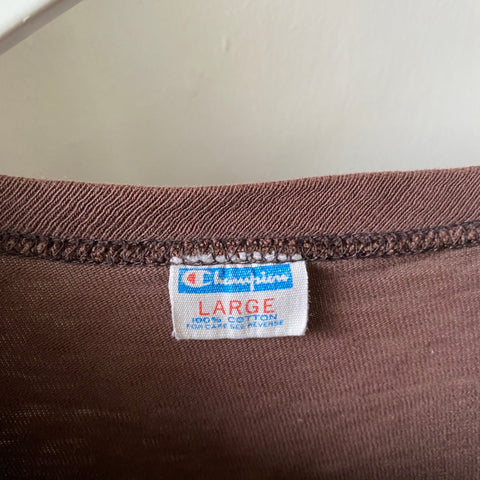 Champion
LARGE
100% COTTON
FOR CARE SEE REVERSE